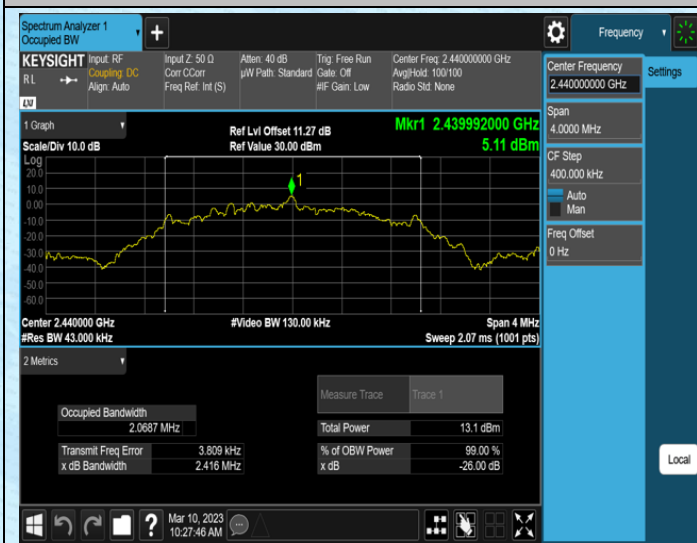 Spectrum Analyzer 1
Occupied BW
+
Frequency
KEYSIGHT
RL
LXI
Input: RF
Coupling: DC
Align: Auto
Input Z: 50 Ω
Corr CCorr
Freq Ref: Int (S)
Atten: 40 dB
µW Path: Standard
Trig: Free Run
Gate: Off
#IF Gain: Low
Center Freq: 2.440000000 GHz
Avg|Hold: 100/100
Radio Std: None
Center Frequency
2.440000000 GHz
Settings
Span
4.0000 MHz
CF Step
400.000 kHz
Auto
Man
Freq Offset
0 Hz
Local
1 Graph
Scale/Div 10.0 dB
Ref Lvl Offset 11.27 dB
Ref Value 30.00 dBm
Mkr1 2.439992000 GHz
5.11 dBm
Log
20.0
10.0
0.00
-10.0
-20.0
-30.0
-40.0
-50.0
-60.0
1
Center 2.440000 GHz
#Res BW 43.000 kHz
#Video BW 130.00 kHz
Span 4 MHz
Sweep 2.07 ms (1001 pts)
2 Metrics
Measure Trace
Trace 1
Occupied Bandwidth
2.0687 MHz
Total Power 13.1 dBm
Transmit Freq Error 3.809 kHz
% of OBW Power 99.00 %
x dB Bandwidth 2.416 MHz
x dB -26.00 dB
?
Mar 10, 2023
10:27:46 AM